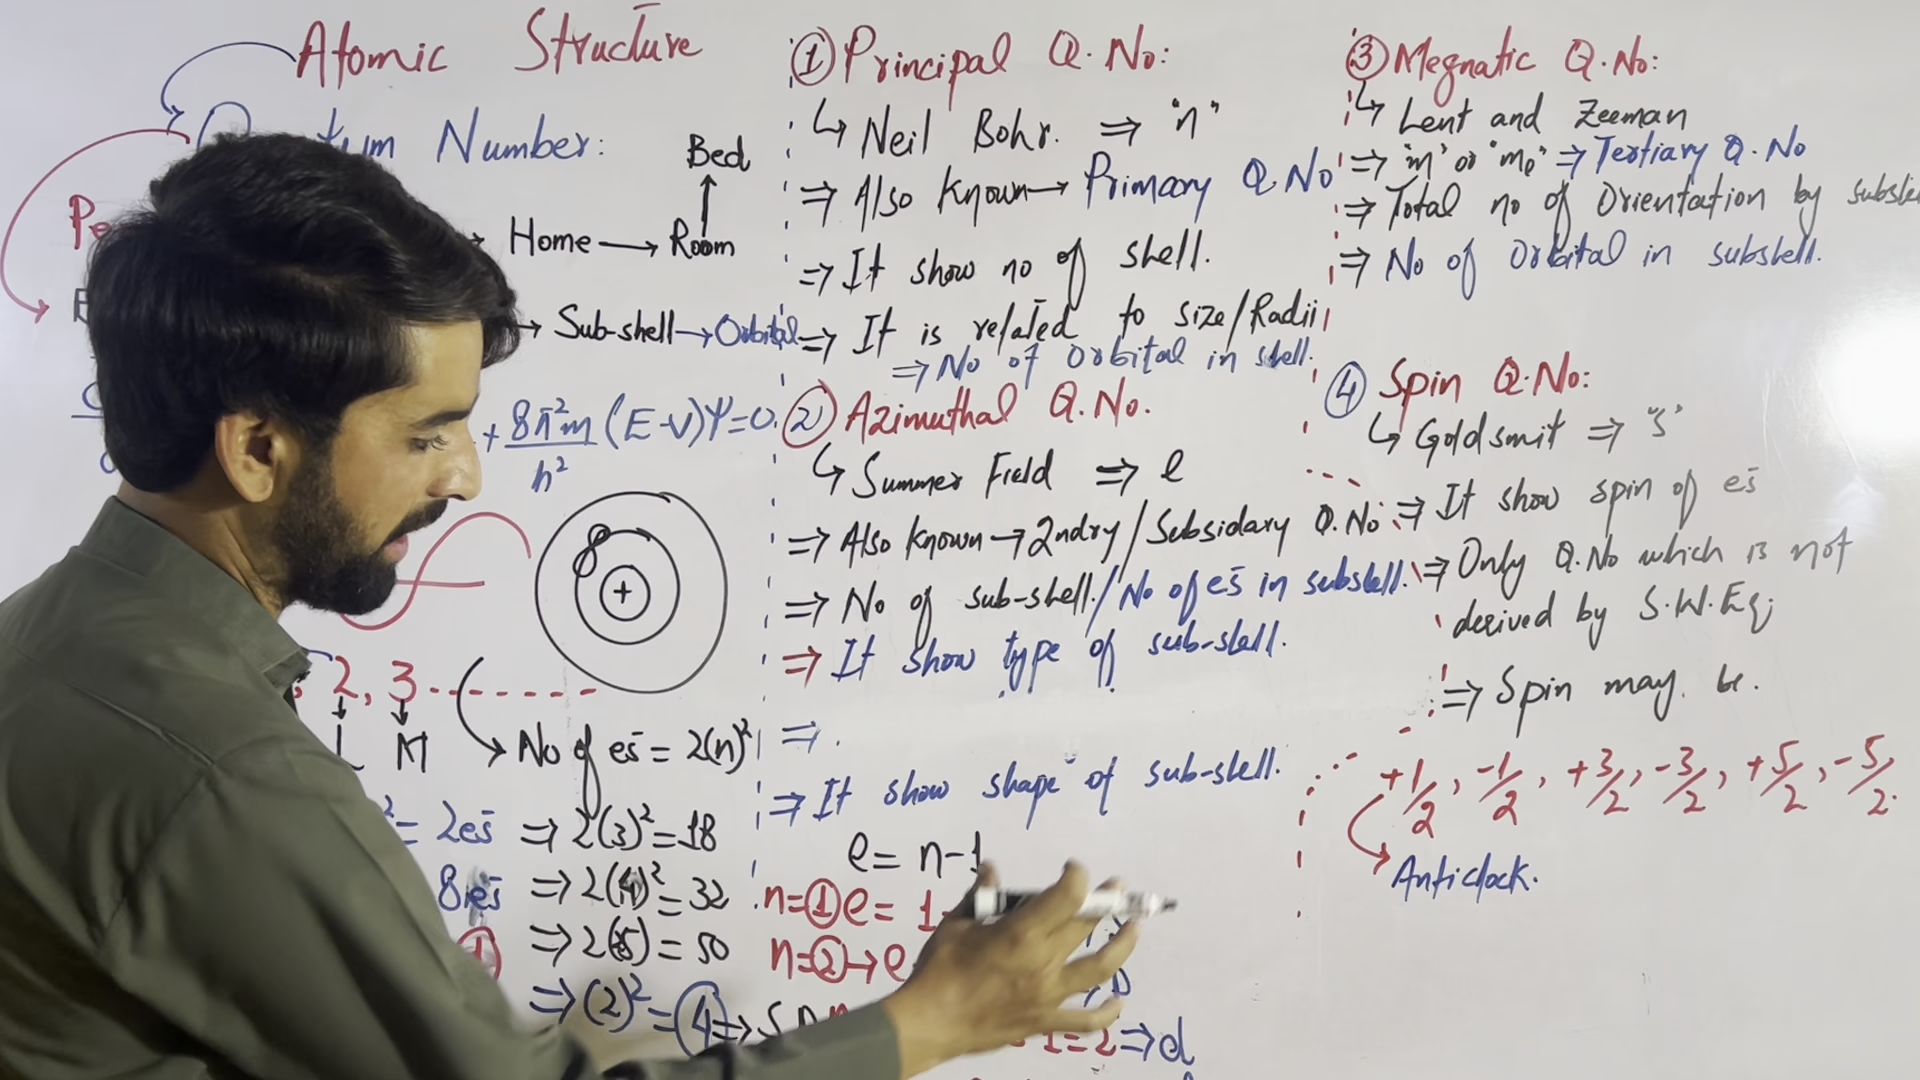 Atomic Structure
Number:
Bed
Home → Room
→ Sub-shell → Orbital
+ 8π²m/h² (E-V)Ψ=0
+
2, 3 - - - - - -
L M
No of es̄ = 2(n)²
= 2es̄ ⇒ 2(3)² = 18
8es̄ ⇒ 2(4)² = 32
⇒ 2(5) = 50
⇒ (2)² = 4 ⇒ S
① Principal Q.No:
↳ Neil Bohr. ⇒ "n"
⇒ Also Known → Primary Q.No
⇒ It show no of shell.
⇒ It is related to size/Radii
⇒ No of Orbital in shell.
② Azimuthal Q.No.
↳ Summer Field ⇒ l
⇒ Also Known → 2ndry/Subsidary Q.No
⇒ No of sub-shell./No of es̄ in subshell.
⇒ It show type of sub-shell.
⇒ .
⇒ It show shape of sub-shell.
l = n-1
n=① l = 1
n=② → l
1=2 ⇒ d
③ Megnatic Q.No:
↳ Lent and Zeeman
⇒ "m" or "mₑ" ⇒ Tertiary Q.No
⇒ Total no of Orientation by
⇒ No of Orbital in subshell.
④ Spin Q.No:
↳ Goldsmit ⇒ "S"
⇒ It show spin of es̄
⇒ Only Q.No which is not
derived by S.W.Eq;
⇒ Spin may be.
+1/2, -1/2, +3/2, -3/2, +5/2, -5/2.
Anticlock.